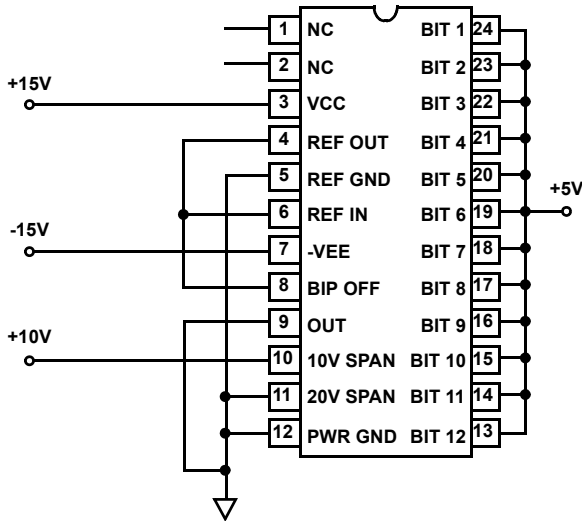 1 NC BIT 1 24
2 NC BIT 2 23
+15V
3 VCC BIT 3 22
4 REF OUT BIT 4 21
5 REF GND BIT 5 20
+5V
6 REF IN BIT 6 19
-15V
7 -VEE BIT 7 18
8 BIP OFF BIT 8 17
9 OUT BIT 9 16
+10V
10 10V SPAN BIT 10 15
11 20V SPAN BIT 11 14
12 PWR GND BIT 12 13